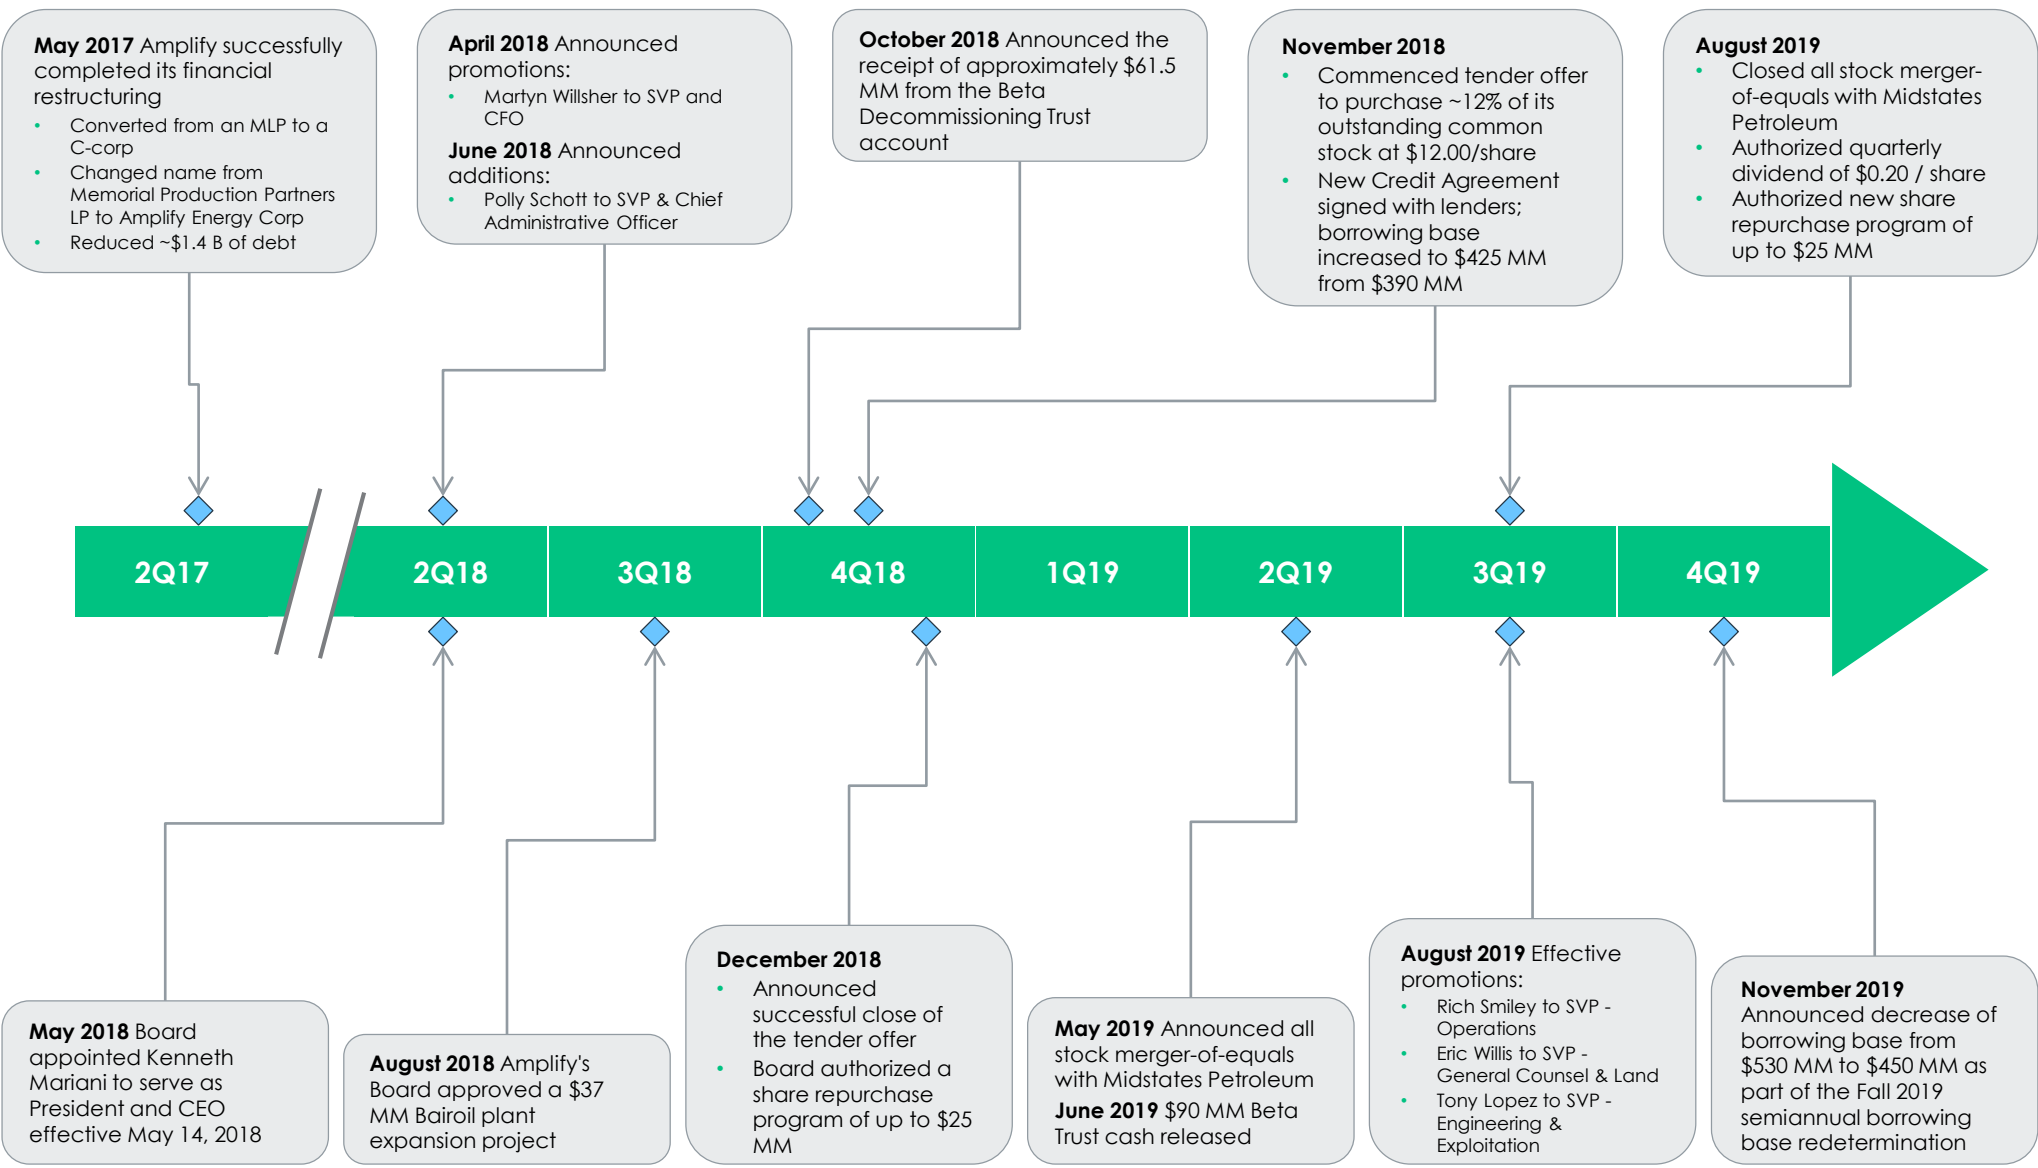 May 2017 Amplify successfully
completed its financial
restructuring
• Converted from an MLP to a
C-corp
• Changed name from
Memorial Production Partners
LP to Amplify Energy Corp
• Reduced ~$1.4 B of debt
April 2018 Announced
promotions:
• Martyn Willsher to SVP and
CFO
June 2018 Announced
additions:
• Polly Schott to SVP & Chief
Administrative Officer
October 2018 Announced the
receipt of approximately $61.5
MM from the Beta
Decommissioning Trust
account
November 2018
• Commenced tender offer
to purchase ~12% of its
outstanding common
stock at $12.00/share
• New Credit Agreement
signed with lenders;
borrowing base
increased to $425 MM
from $390 MM
August 2019
• Closed all stock merger-
of-equals with Midstates
Petroleum
• Authorized quarterly
dividend of $0.20 / share
• Authorized new share
repurchase program of
up to $25 MM
2Q17
2Q18
3Q18
4Q18
1Q19
2Q19
3Q19
4Q19
May 2018 Board
appointed Kenneth
Mariani to serve as
President and CEO
effective May 14, 2018
August 2018 Amplify's
Board approved a $37
MM Bairoil plant
expansion project
December 2018
• Announced
successful close of
the tender offer
• Board authorized a
share repurchase
program of up to $25
MM
May 2019 Announced all
stock merger-of-equals
with Midstates Petroleum
June 2019 $90 MM Beta
Trust cash released
August 2019 Effective
promotions:
• Rich Smiley to SVP -
Operations
• Eric Willis to SVP -
General Counsel & Land
• Tony Lopez to SVP -
Engineering &
Exploitation
November 2019
Announced decrease of
borrowing base from
$530 MM to $450 MM as
part of the Fall 2019
semiannual borrowing
base redetermination